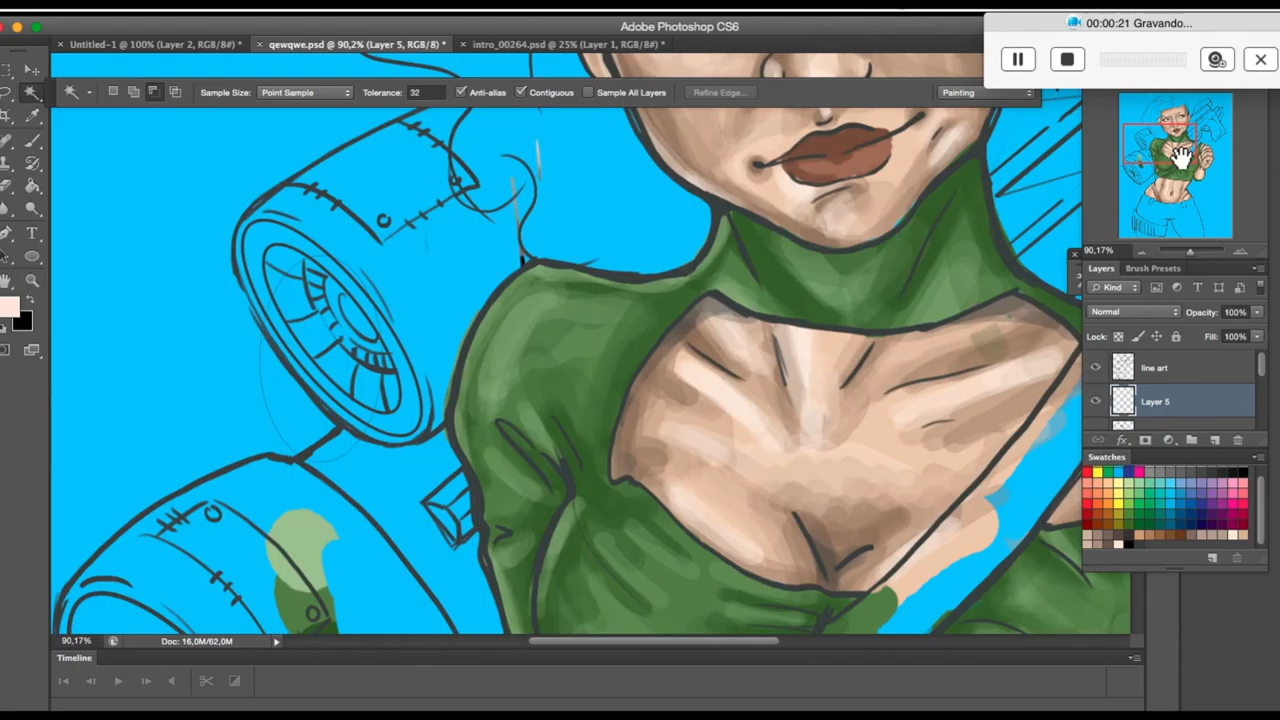 Adobe Photoshop CS6
00:00:21 Gravando...
Untitled-1 @ 100% (Layer 2, RGB/8#) *
qewqwe.psd @ 90,2% (Layer 5, RGB/8) *
intro_00264.psd @ 25% (Layer 1, RGB/8#) *
Sample Size: Point Sample Tolerance: 32 Anti-alias Contiguous Sample All Layers Refine Edge... Painting
90,17%
Layers Brush Presets
Kind
Normal Opacity: 100%
Lock: Fill: 100%
line art
Layer 5
Swatches
90,17% Doc: 16,0M/62,0M
Timeline